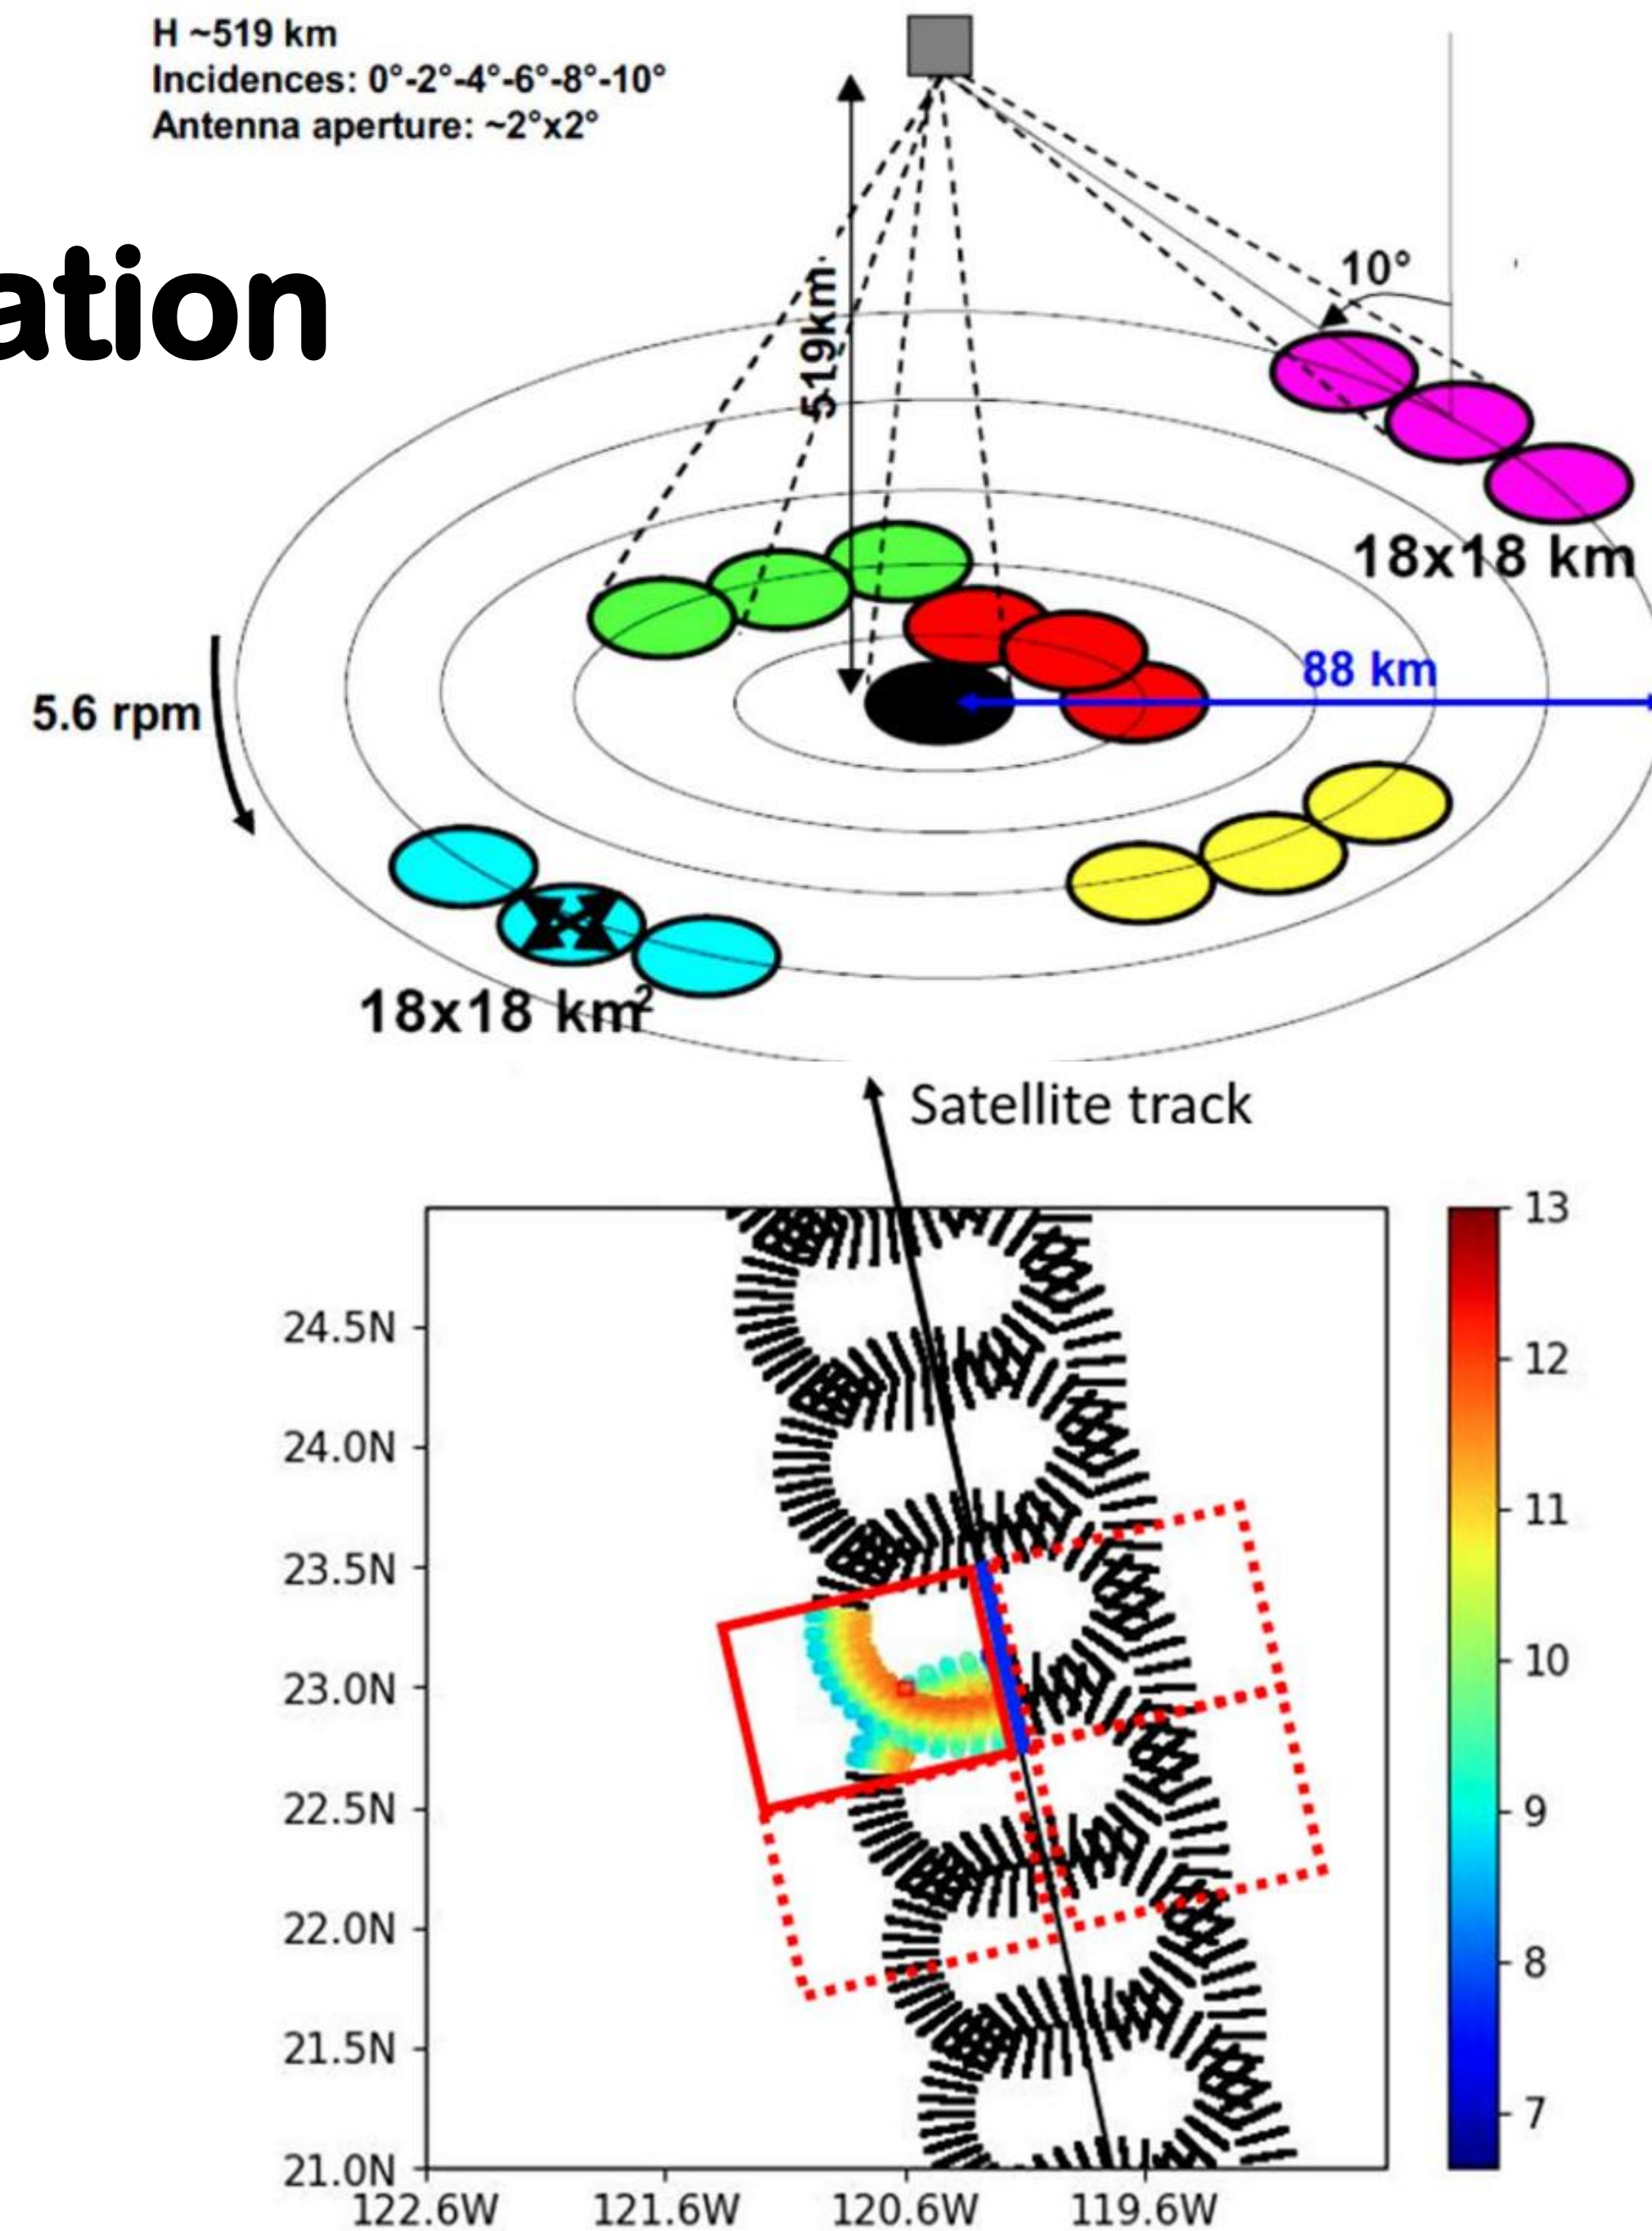 H ~519 km
Incidences: 0°-2°-4°-6°-8°-10°
Antenna aperture: ~2°x2°
ation
519km
10°
18x18 km
88 km
5.6 rpm
18x18 km²
Satellite track
24.5N
24.0N
23.5N
23.0N
22.5N
22.0N
21.5N
21.0N
122.6W
121.6W
120.6W
119.6W
13
12
11
10
9
8
7